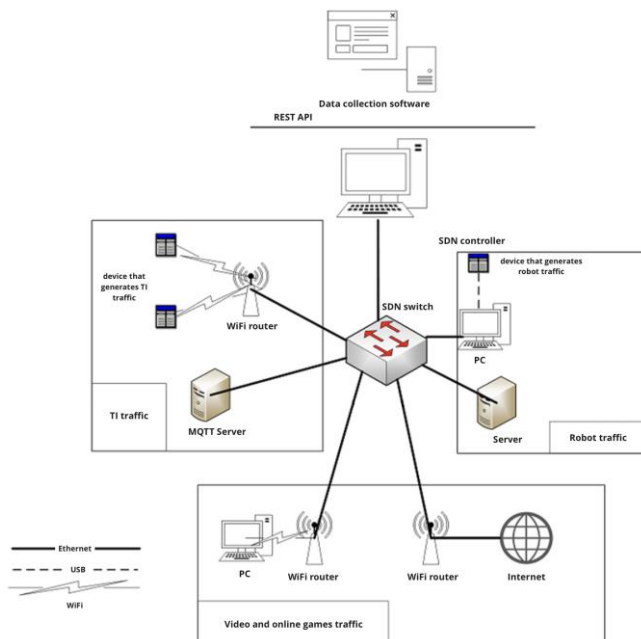 Data collection software
REST API
SDN controller
device that generates
robot traffic
device that
generates TI
traffic
SDN switch
WiFi router
PC
TI traffic
MQTT Server
Server
Robot traffic
Ethernet
USB
WiFi
PC
WiFi router
WiFi router
Internet
Video and online games traffic